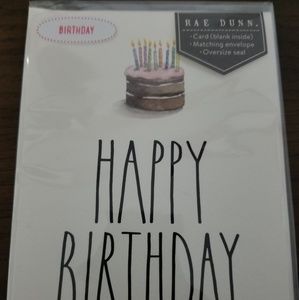 BIRTHDAY
RAE DUNN.
• Card (blank inside)
• Matching envelope
• Oversize seal
HAPPY
BIRTHDAY